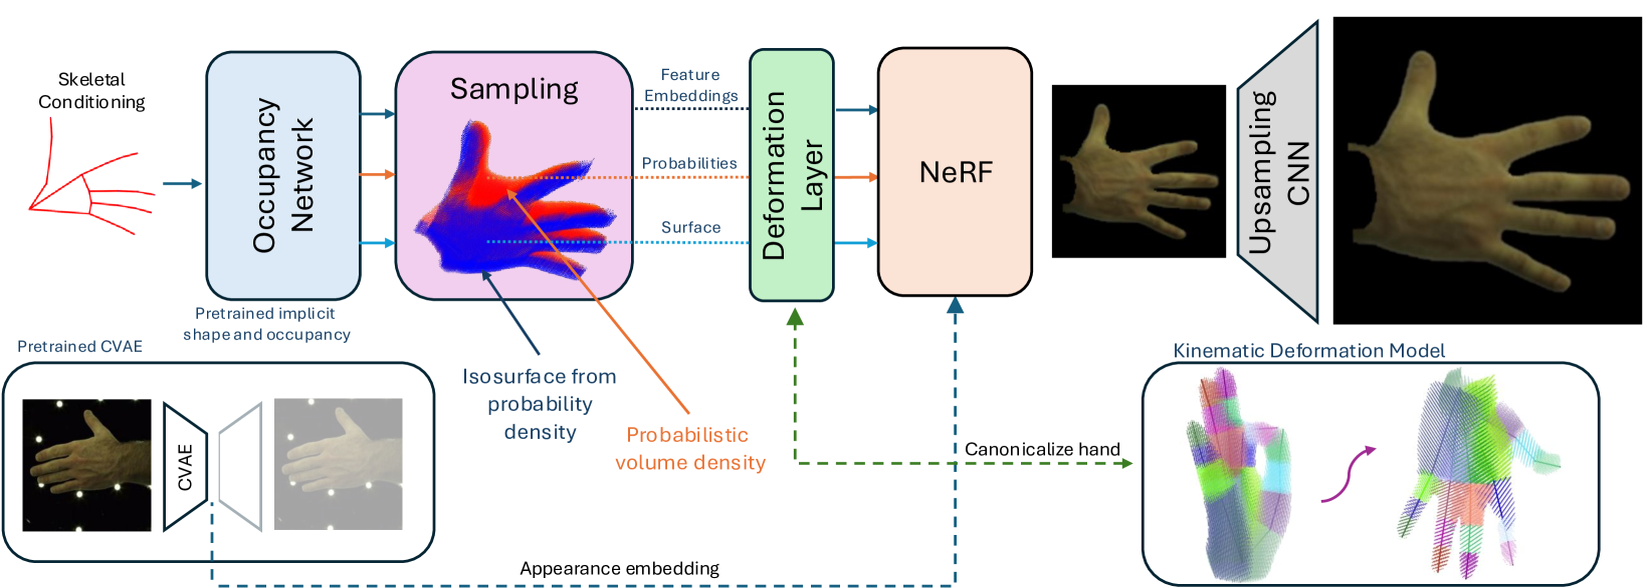 Skeletal
Conditioning
Occupancy
Network
Pretrained implicit
shape and occupancy
Sampling
Feature
Embeddings
Probabilities
Surface
Deformation
Layer
NeRF
Upsampling
CNN
Pretrained CVAE
CVAE
Isosurface from
probability
density
Probabilistic
volume density
Kinematic Deformation Model
Canonicalize hand
Appearance embedding